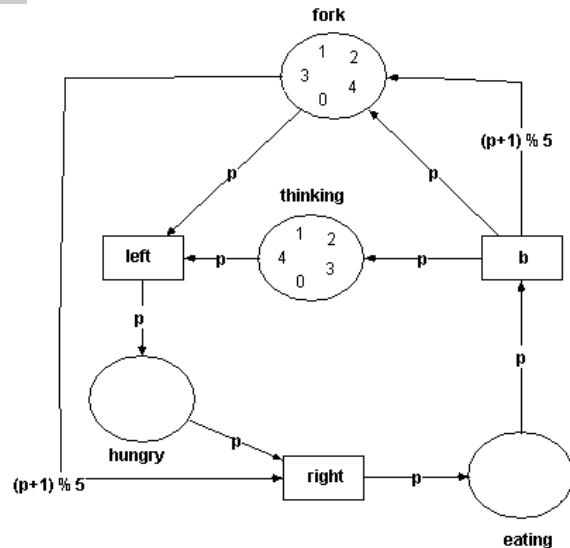 fork
1 2
3 4
0
(p+1) % 5
p
p
thinking
1 2
4 3
0
left
p
p
b
p
p
hungry
p
right
p
(p+1) % 5
eating